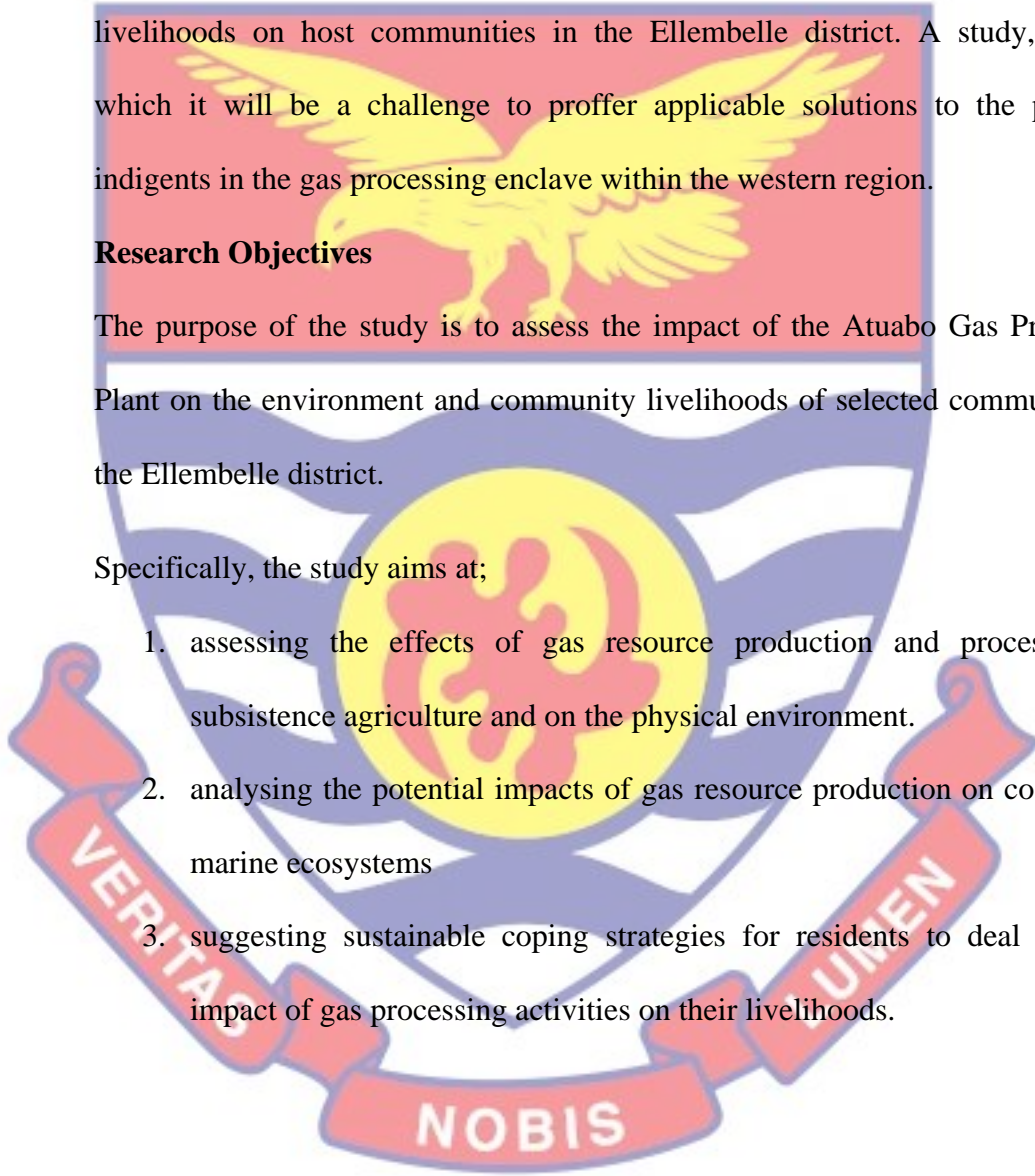 livelihoods on host communities in the Ellembelle district. A study,
which it will be a challenge to proffer applicable solutions to the
indigents in the gas processing enclave within the western region.
Research Objectives
The purpose of the study is to assess the impact of the Atuabo Gas
Plant on the environment and community livelihoods of selected
the Ellembelle district.
Specifically, the study aims at;
1. assessing the effects of gas resource production and
subsistence agriculture and on the physical environment.
2. analysing the potential impacts of gas resource production on
marine ecosystems
3. suggesting sustainable coping strategies for residents to deal
impact of gas processing activities on their livelihoods.
VERITAS
NOBIS
LUMEN